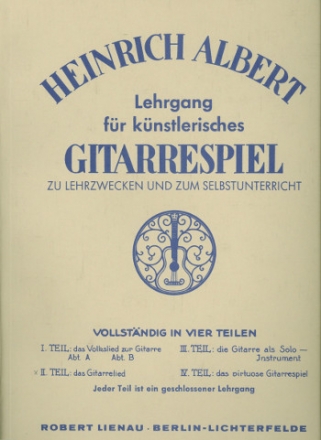 HEINRICH ALBERT
Lehrgang
für künstlerisches
GITARRESPIEL
ZU LEHRZWECKEN UND ZUM SELBSTUNTERRICHT
VOLLSTÄNDIG IN VIER TEILEN
I. TEIL: das Volkslied zur Gitarre
Abt. A Abt. B
II. TEIL: das Gitarrelied
III. TEIL: die Gitarre als Solo-
Instrument
IV. TEIL: das virtuose Gitarrespiel
Jeder Teil ist ein geschlossener Lehrgang
ROBERT LIENAU - BERLIN-LICHTERFELDE